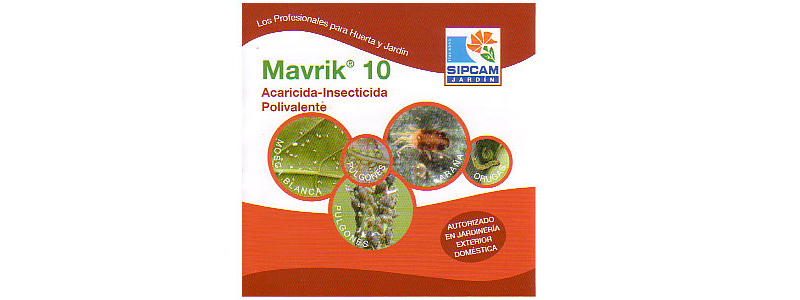 Los Profesionales para Huerta y Jardín
Mavrik® 10
Acaricida-Insecticida
Polivalente
SIPCAM
JARDÍN
MOSCA BLANCA
PULGONES
ARAÑA
ORUGAS
PULGONES
AUTORIZADO
EN JARDINERÍA
EXTERIOR
DOMÉSTICA